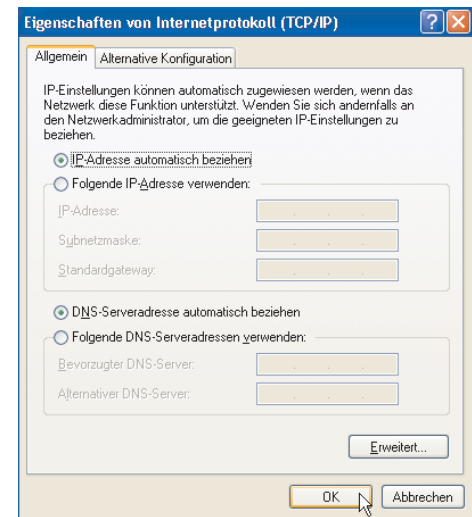 Eigenschaften von Internetprotokoll (TCP/IP)
Allgemein Alternative Konfiguration
IP-Einstellungen können automatisch zugewiesen werden, wenn das
Netzwerk diese Funktion unterstützt. Wenden Sie sich andernfalls an
den Netzwerkadministrator, um die geeigneten IP-Einstellungen zu
beziehen.
IP-Adresse automatisch beziehen
Folgende IP-Adresse verwenden:
IP-Adresse:
Subnetzmaske:
Standardgateway:
DNS-Serveradresse automatisch beziehen
Folgende DNS-Serveradressen verwenden:
Bevorzugter DNS-Server:
Alternativer DNS-Server:
Erweitert...
OK Abbrechen